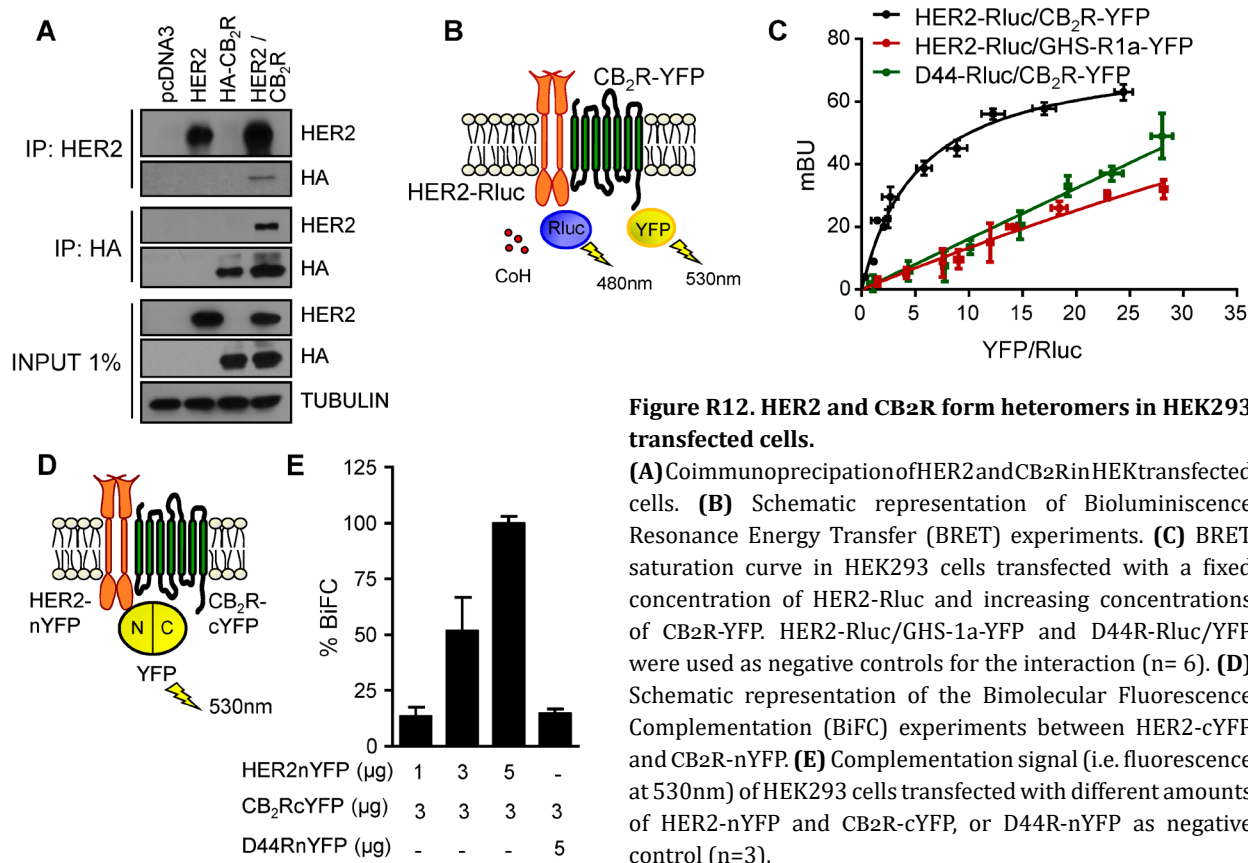 A
pcDNA3
HER2
HA-CB₂R
HER2 /
CB₂R
IP: HER2
HER2
HA
IP: HA
HER2
HA
INPUT 1%
HER2
HA
TUBULIN
B
CB₂R-YFP
HER2-Rluc
Rluc
YFP
CoH
480nm
530nm
C
HER2-Rluc/CB₂R-YFP
HER2-Rluc/GHS-R1a-YFP
D44-Rluc/CB₂R-YFP
80
60
40
20
0
mBU
0 5 10 15 20 25 30 35
YFP/Rluc
D
HER2-
nYFP
CB₂R-
cYFP
N C
YFP
530nm
E
125
100
75
50
25
0
% BiFC
HER2nYFP (µg) 1 3 5 -
CB₂RcYFP (µg) 3 3 3 3
D44RnYFP (µg) - - - 5
Figure R12. HER2 and CB2R form heteromers in HEK293
transfected cells.
(A) Coimmunoprecipation of HER2 and CB2R in HEK transfected
cells. (B) Schematic representation of Bioluminiscence
Resonance Energy Transfer (BRET) experiments. (C) BRET
saturation curve in HEK293 cells transfected with a fixed
concentration of HER2-Rluc and increasing concentrations
of CB2R-YFP. HER2-Rluc/GHS-1a-YFP and D44R-Rluc/YFP
were used as negative controls for the interaction (n= 6). (D)
Schematic representation of the Bimolecular Fluorescence
Complementation (BiFC) experiments between HER2-cYFP
and CB2R-nYFP. (E) Complementation signal (i.e. fluorescence
at 530nm) of HEK293 cells transfected with different amounts
of HER2-nYFP and CB2R-cYFP, or D44R-nYFP as negative
control (n=3).